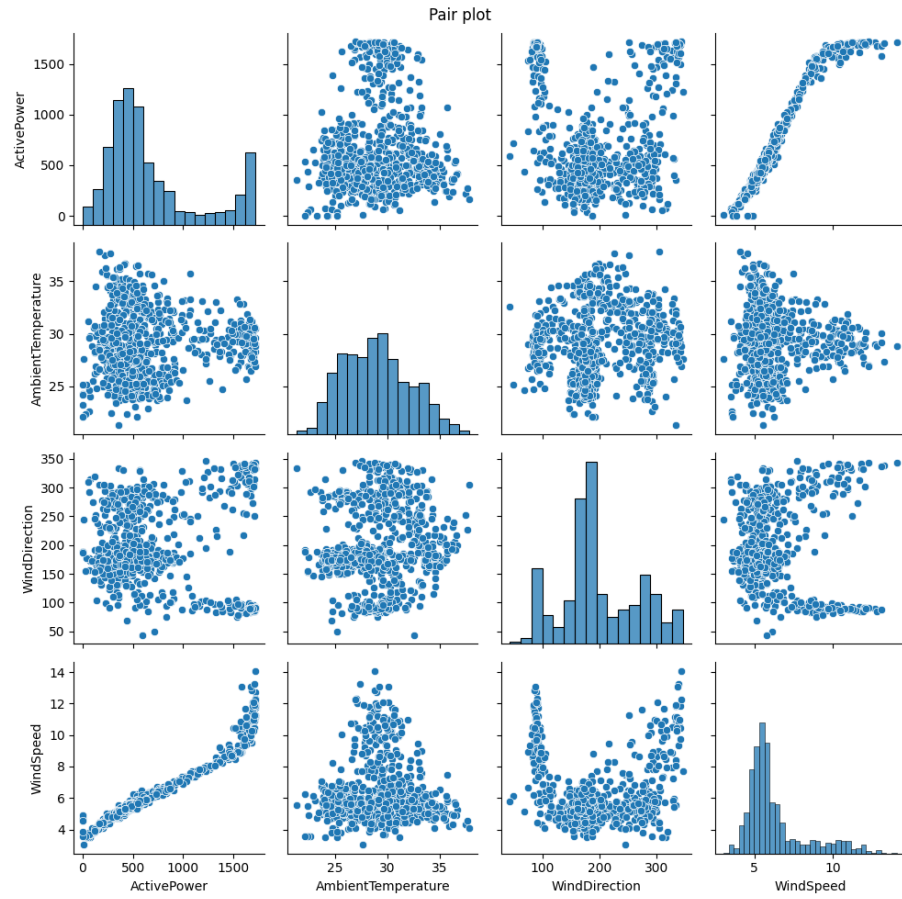 Pair plot
ActivePower
1500
1000
500
0
AmbientTemperature
35
30
25
WindDirection
350
300
250
200
150
100
50
WindSpeed
14
12
10
8
6
4
0 500 1000 1500
25 30 35
100 200 300
5 10
ActivePower
AmbientTemperature
WindDirection
WindSpeed